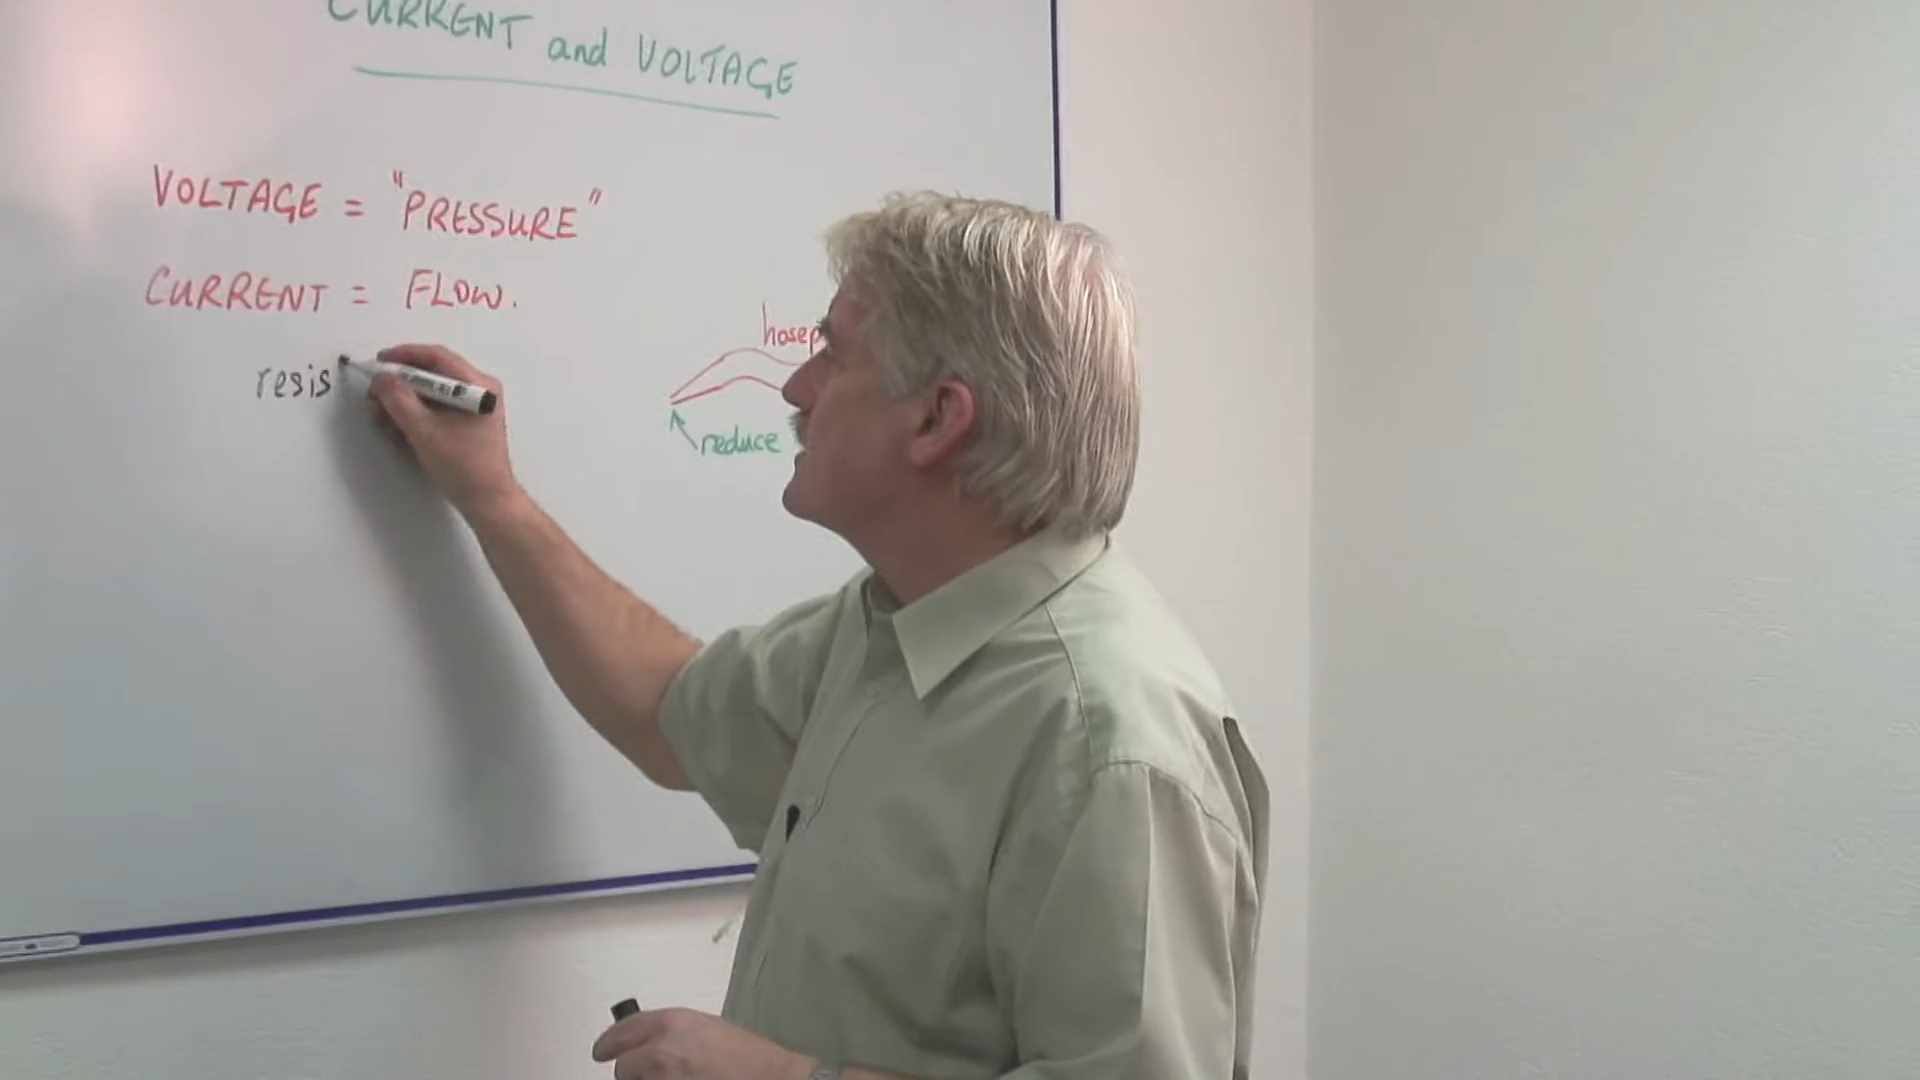 CURRENT and VOLTAGE
VOLTAGE = "PRESSURE"
CURRENT = FLOW.
hosep
resis
reduce